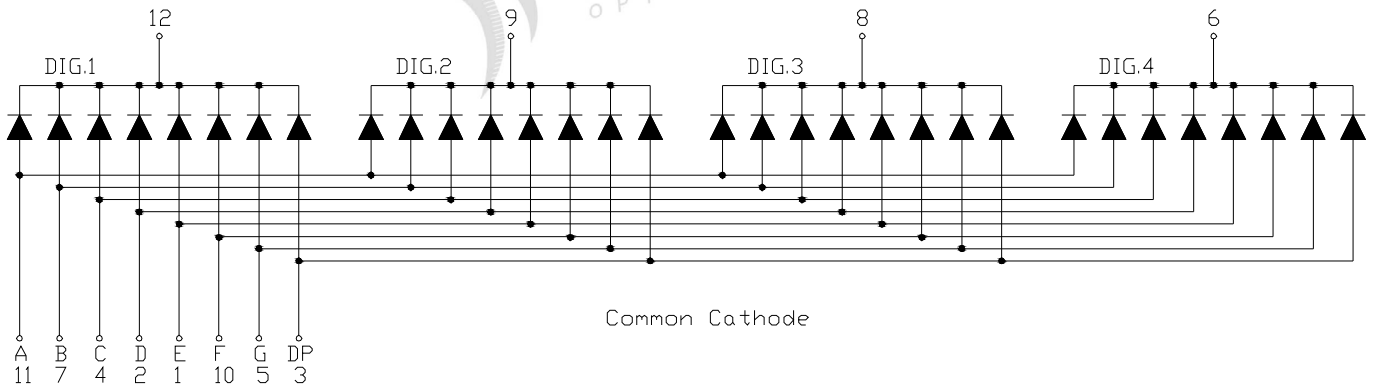 12 9 8 6
O P T
DIG.1 DIG.2 DIG.3 DIG.4
Common Cathode
A B C D E F G DP
11 7 4 2 1 10 5 3